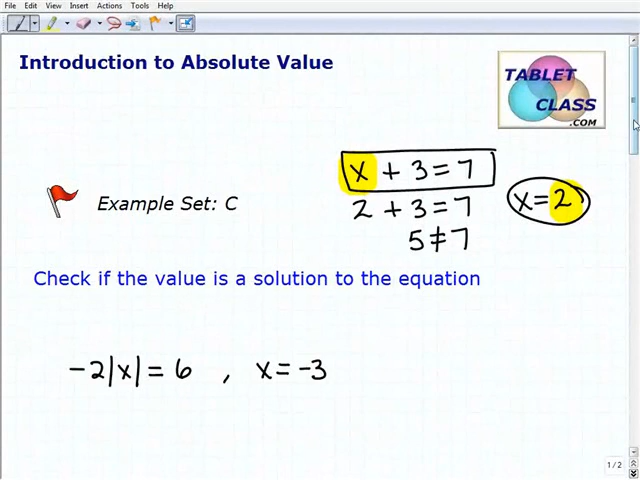 File Edit View Insert Actions Tools Help
Introduction to Absolute Value
TABLET
CLASS
.COM
x + 3 = 7
Example Set: C
2 + 3 = 7
x = 2
5 ≠ 7
Check if the value is a solution to the equation
-2|x| = 6 , x = -3
1/2